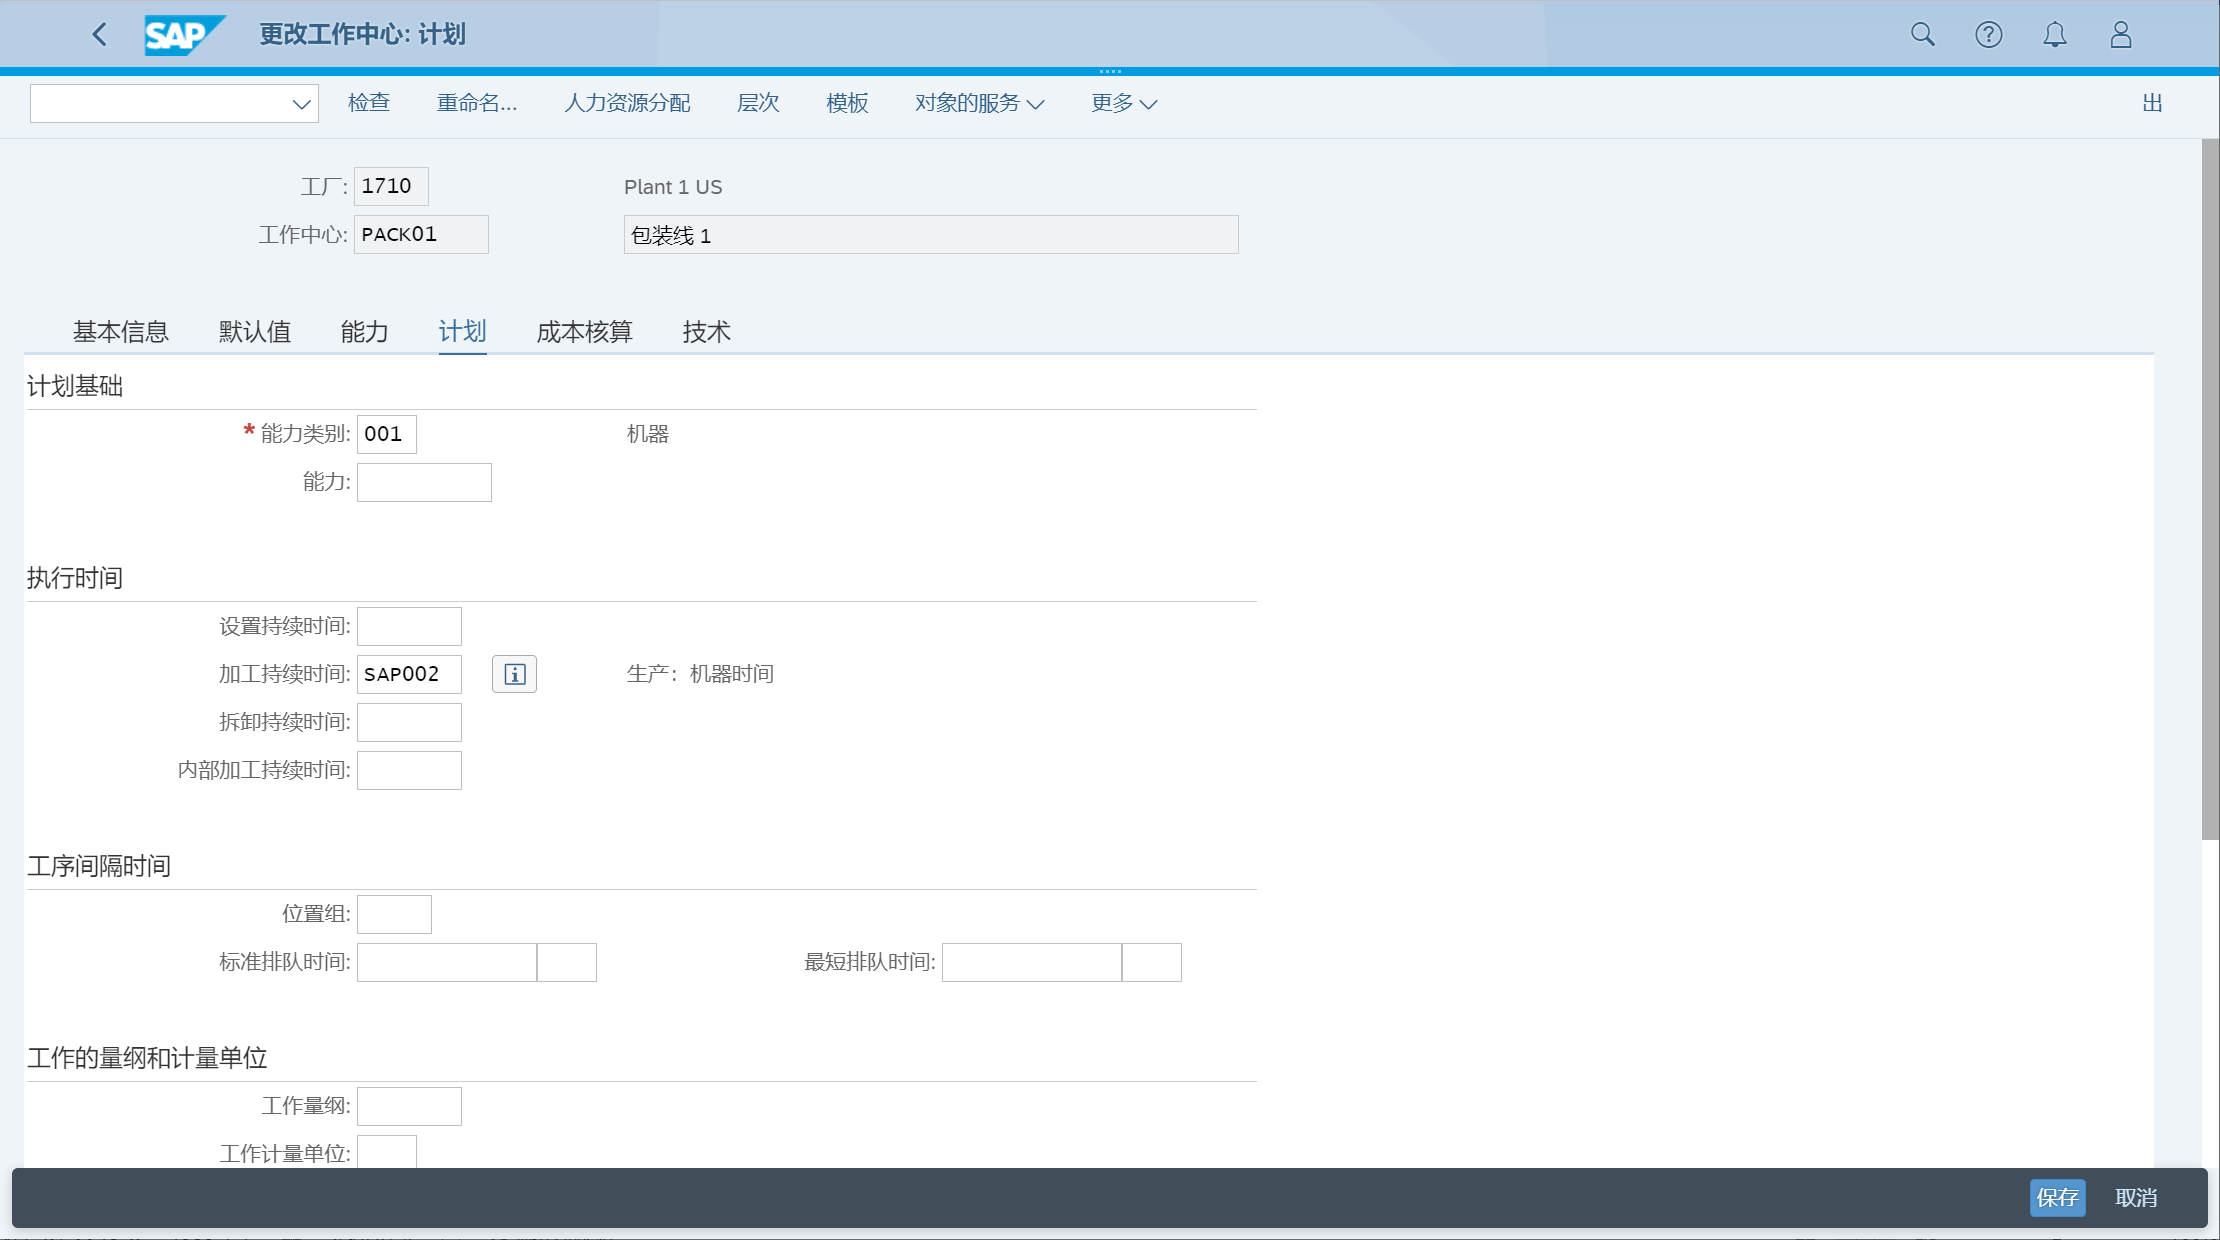 SAP 更改工作中心: 计划
检查 重命名... 人力资源分配 层次 模板 对象的服务 更多 出
工厂: 1710 Plant 1 US
工作中心: PACK01 包装线 1
基本信息 默认值 能力 计划 成本核算 技术
计划基础
* 能力类别: 001 机器
能力:
执行时间
设置持续时间:
加工持续时间: SAP002 生产：机器时间
拆卸持续时间:
内部加工持续时间:
工序间隔时间
位置组:
标准排队时间: 最短排队时间:
工作的量纲和计量单位
工作量纲:
工作计量单位:
保存 取消